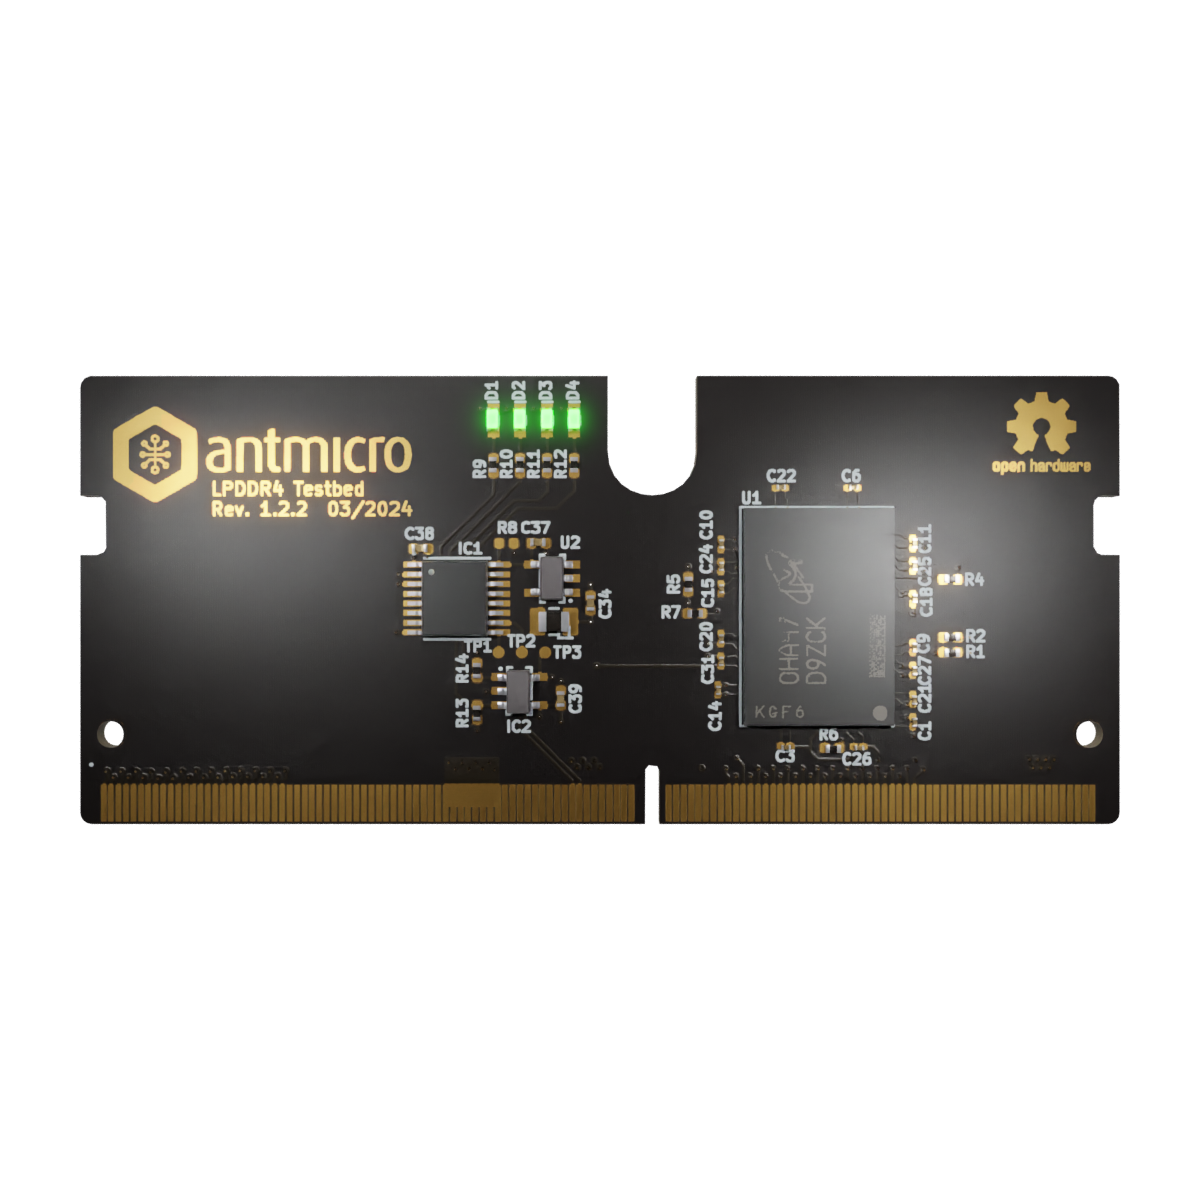 antmicro
LPDDR4 Testbed
Rev. 1.2.2 03/2024
D1
D2
D3
D4
R9
R10
R11
R12
open hardware
C22
C6
U1
C38
IC1
R8
C37
U2
C34
TP1
TP2
TP3
R14
R13
IC2
C39
R5
R7
C10
C24
C15
C20
C31
C14
D9ZCK
KGF6
C11
C25
C18
R4
C9
C27
C21
C1
R2
R1
C3
R6
C26